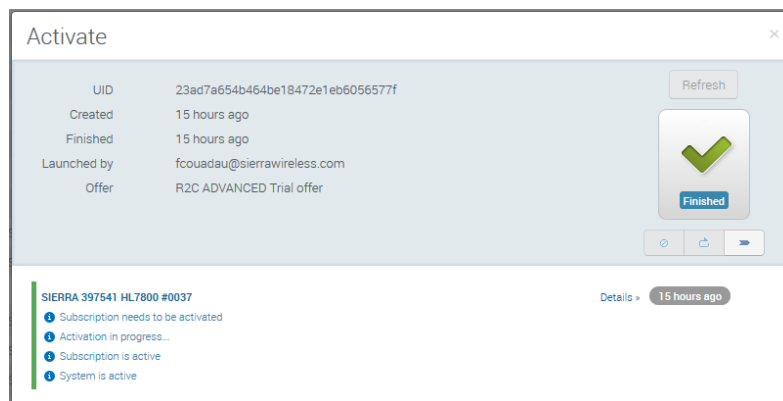 Activate
×
UID 23ad7a654b464be18472e1eb6056577f
Refresh
Created 15 hours ago
Finished 15 hours ago
Launched by fcouadau@sierrawireless.com
Offer R2C ADVANCED Trial offer
Finished
SIERRA 397541 HL7800 #0037 Details » 15 hours ago
Subscription needs to be activated
Activation in progress...
Subscription is active
System is active